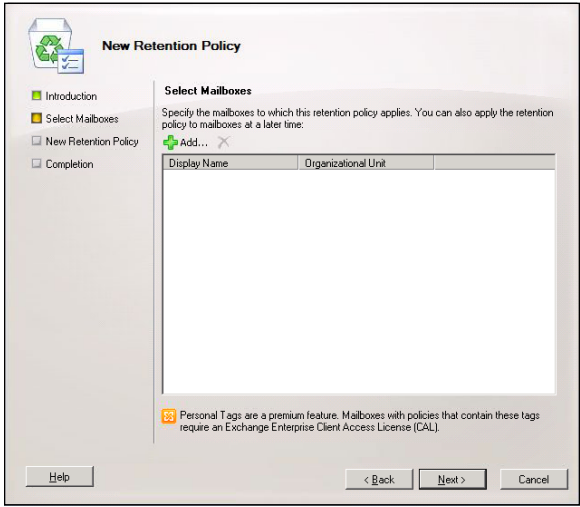 New Retention Policy
Introduction
Select Mailboxes
New Retention Policy
Completion
Select Mailboxes
Specify the mailboxes to which this retention policy applies. You can also apply the retention
policy to mailboxes at a later time:
Add...
Display Name Organizational Unit
Personal Tags are a premium feature. Mailboxes with policies that contain these tags
require an Exchange Enterprise Client Access License (CAL).
Help < Back Next > Cancel